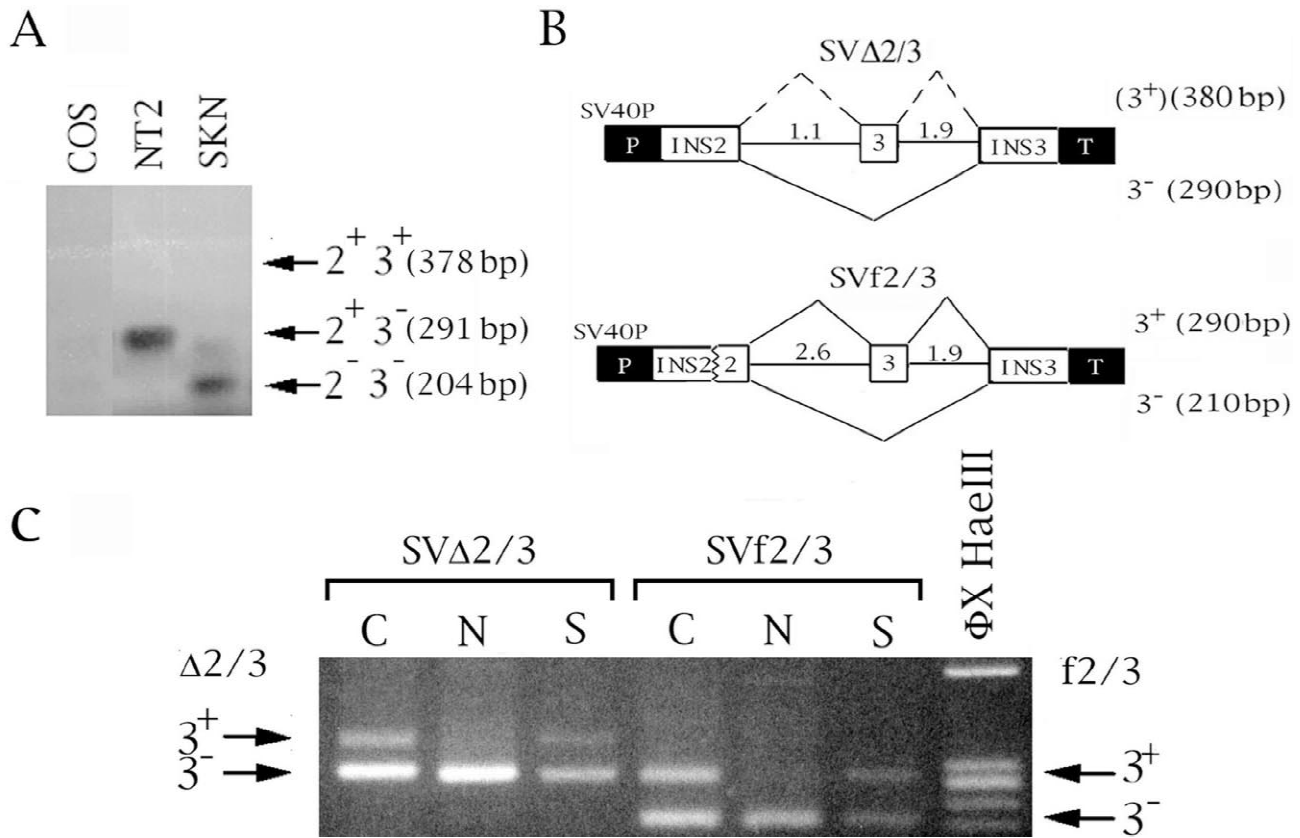 A
COS NT2 SKN
2⁺ 3⁺ (378 bp)
2⁺ 3⁻ (291 bp)
2⁻ 3⁻ (204 bp)
B
SVΔ2/3
SV40P
(3⁺)(380 bp)
P INS2 1.1 3 1.9 INS3 T
3⁻ (290bp)
SVf2/3
SV40P
3⁺ (290bp)
P INS2 2 2.6 3 1.9 INS3 T
3⁻ (210bp)
C
SVΔ2/3 SVf2/3 ΦX HaeIII
C N S C N S
Δ2/3 f2/3
3⁺
3⁻ 3⁺
3⁻